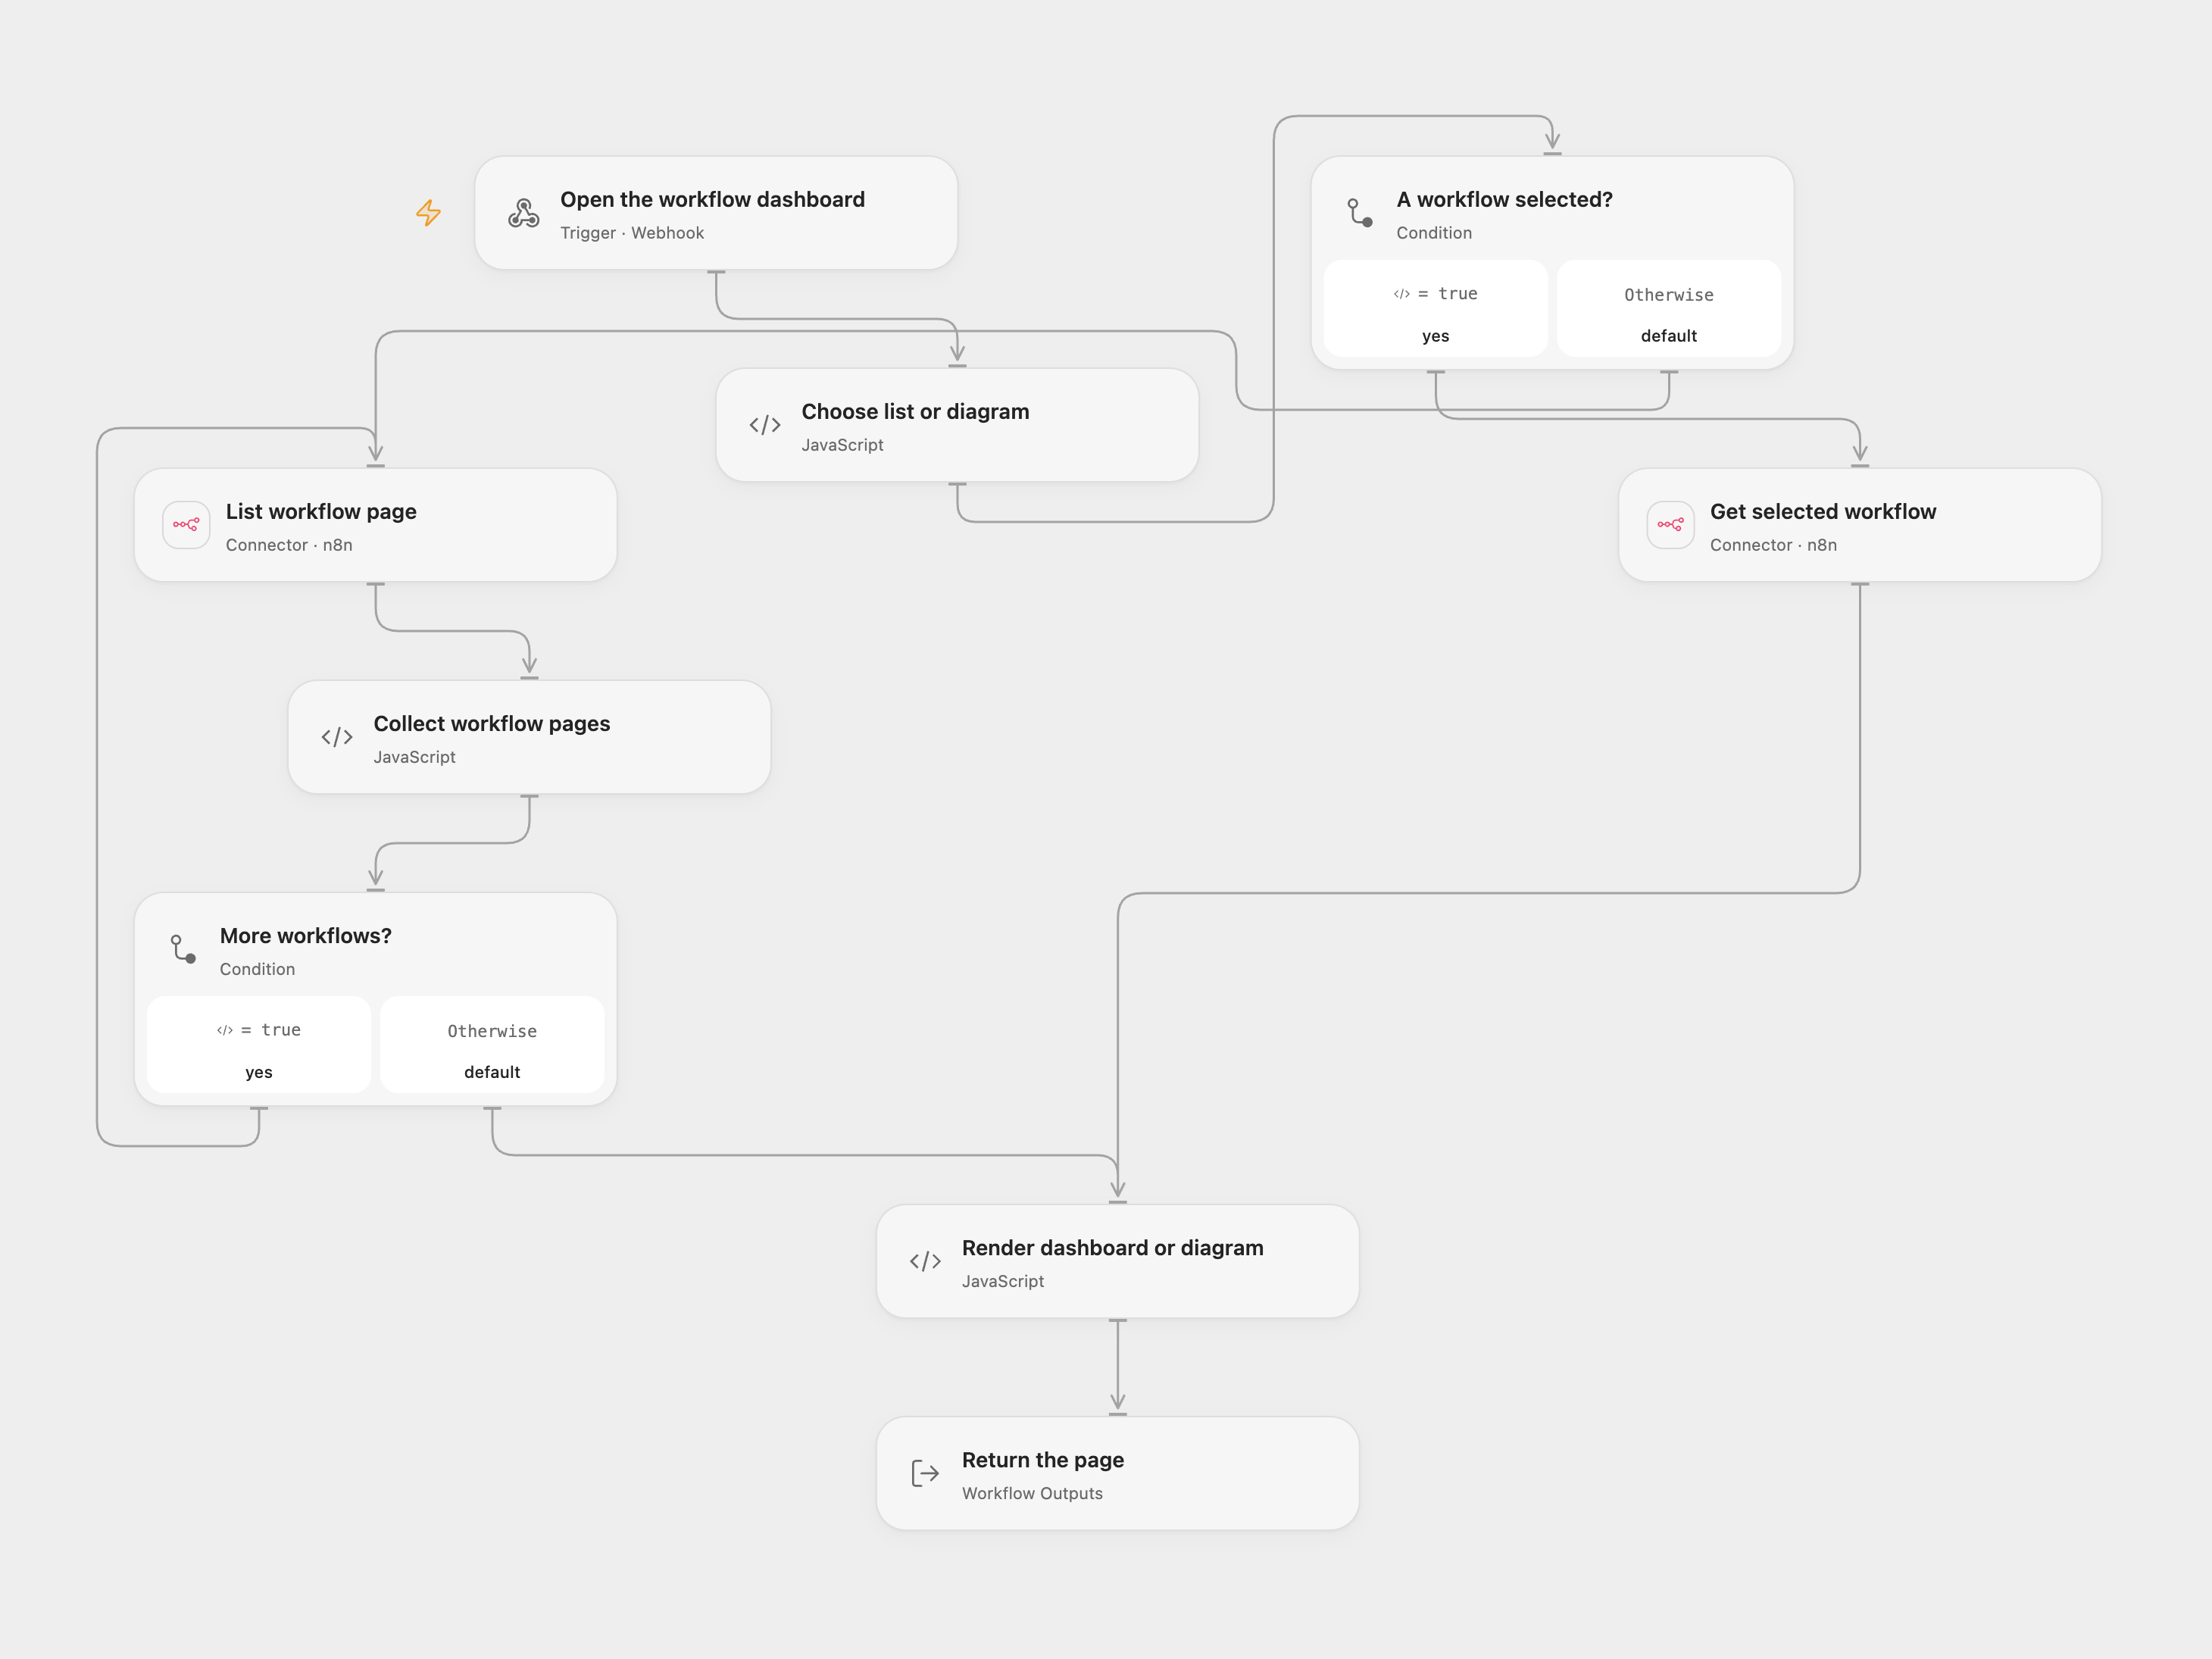 Open the workflow dashboard
Trigger · Webhook
A workflow selected?
Condition
</> = true
Otherwise
yes
default
Choose list or diagram
JavaScript
List workflow page
Connector · n8n
Get selected workflow
Connector · n8n
Collect workflow pages
JavaScript
More workflows?
Condition
</> = true
Otherwise
yes
default
Render dashboard or diagram
JavaScript
Return the page
Workflow Outputs